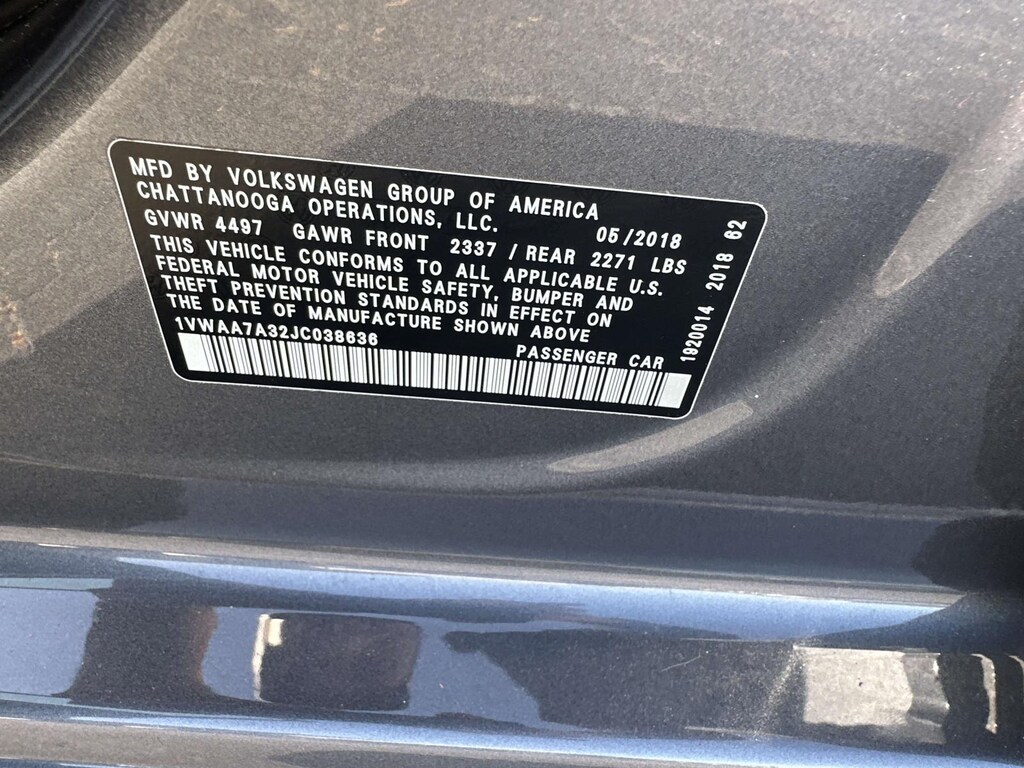 MFD BY VOLKSWAGEN GROUP OF AMERICA
CHATTANOOGA OPERATIONS, LLC.
05/2018
GVWR 4497 GAWR FRONT 2337 / REAR 2271 LBS
THIS VEHICLE CONFORMS TO ALL APPLICABLE U.S.
FEDERAL MOTOR VEHICLE SAFETY, BUMPER AND
THEFT PREVENTION STANDARDS IN EFFECT ON
THE DATE OF MANUFACTURE SHOWN ABOVE
1VWAA7A32JC038636
PASSENGER CAR
1920014 2018 62